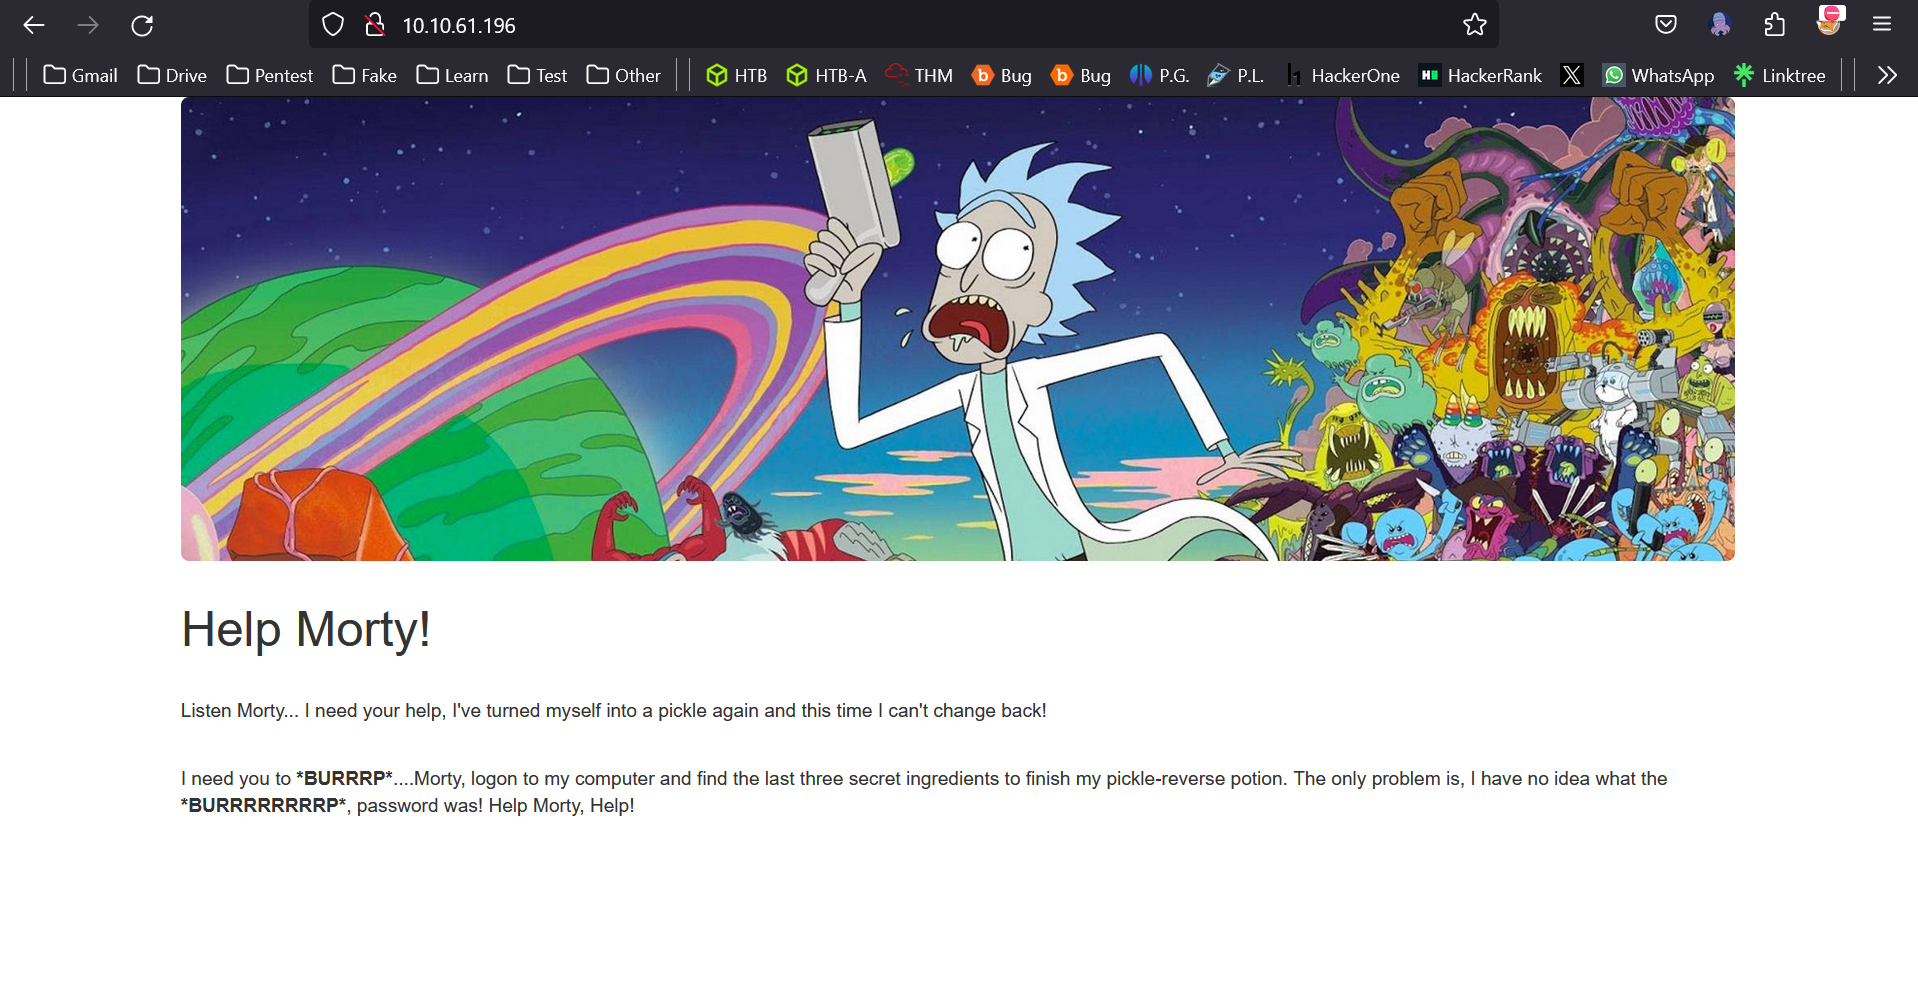 10.10.61.196
Gmail Drive Pentest Fake Learn Test Other HTB HTB-A THM Bug Bug P.G. P.L. HackerOne HackerRank WhatsApp Linktree
Help Morty!
Listen Morty... I need your help, I've turned myself into a pickle again and this time I can't change back!
I need you to *BURRRP*....Morty, logon to my computer and find the last three secret ingredients to finish my pickle-reverse potion. The only problem is, I have no idea what the
*BURRRRRRRRP*, password was! Help Morty, Help!